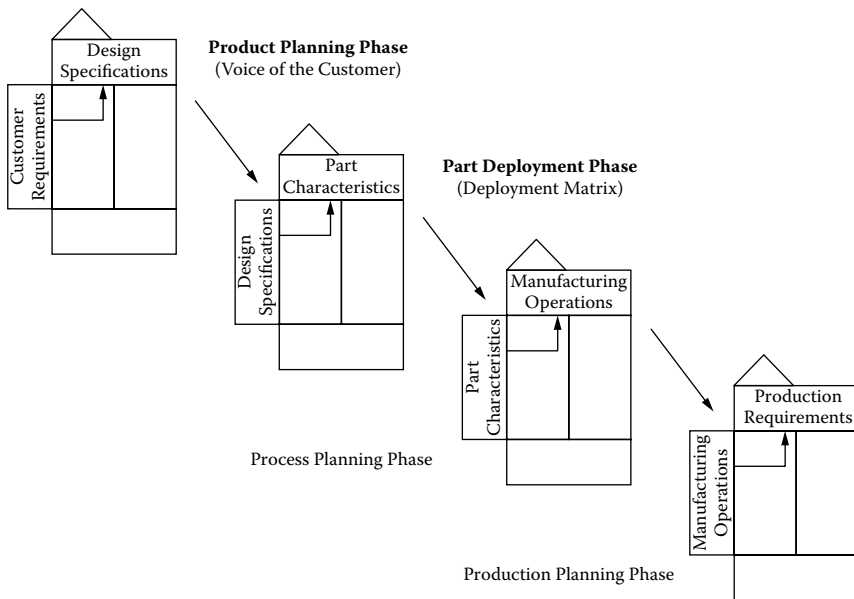 Design
Specifications
Product Planning Phase
(Voice of the Customer)
Customer
Requirements
Part
Characteristics
Part Deployment Phase
(Deployment Matrix)
Design
Specifications
Manufacturing
Operations
Part
Characteristics
Process Planning Phase
Production
Requirements
Manufacturing
Operations
Production Planning Phase